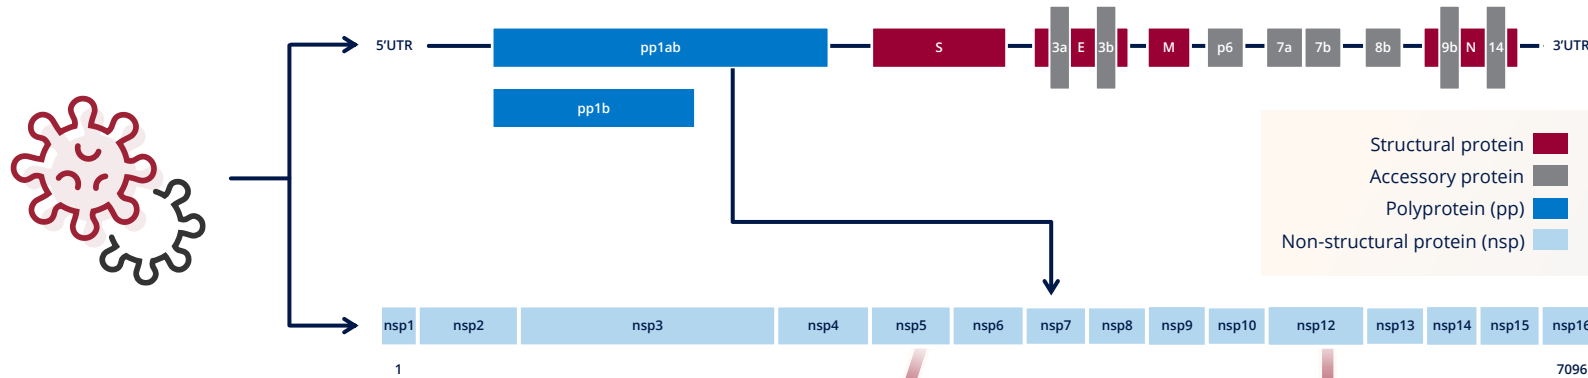 5'UTR pp1ab S 3a E 3b M p6 7a 7b 8b 9b N 14 3'UTR
pp1b
Structural protein
Accessory protein
Polyprotein (pp)
Non-structural protein (nsp)
nsp1 nsp2 nsp3 nsp4 nsp5 nsp6 nsp7 nsp8 nsp9 nsp10 nsp12 nsp13 nsp14 nsp15 nsp16
1 7096